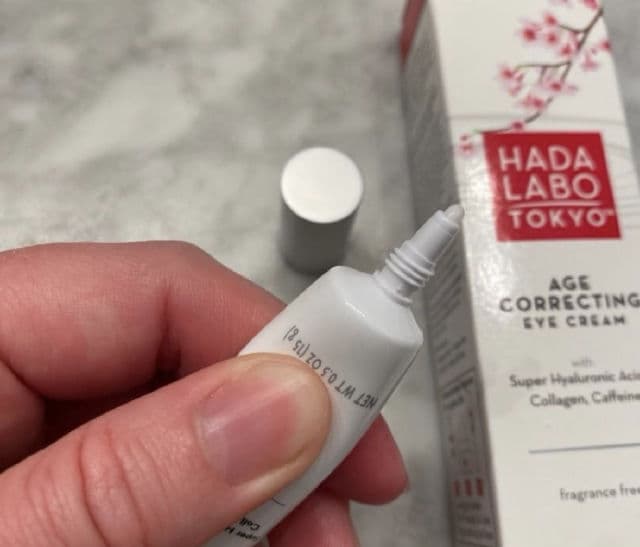 HADA
LABO
TOKYO™
AGE
CORRECTING
EYE CREAM
with
Super Hyaluronic Acid
Collagen, Caffeine
fragrance free
NET WT 0.5 OZ (15 g)